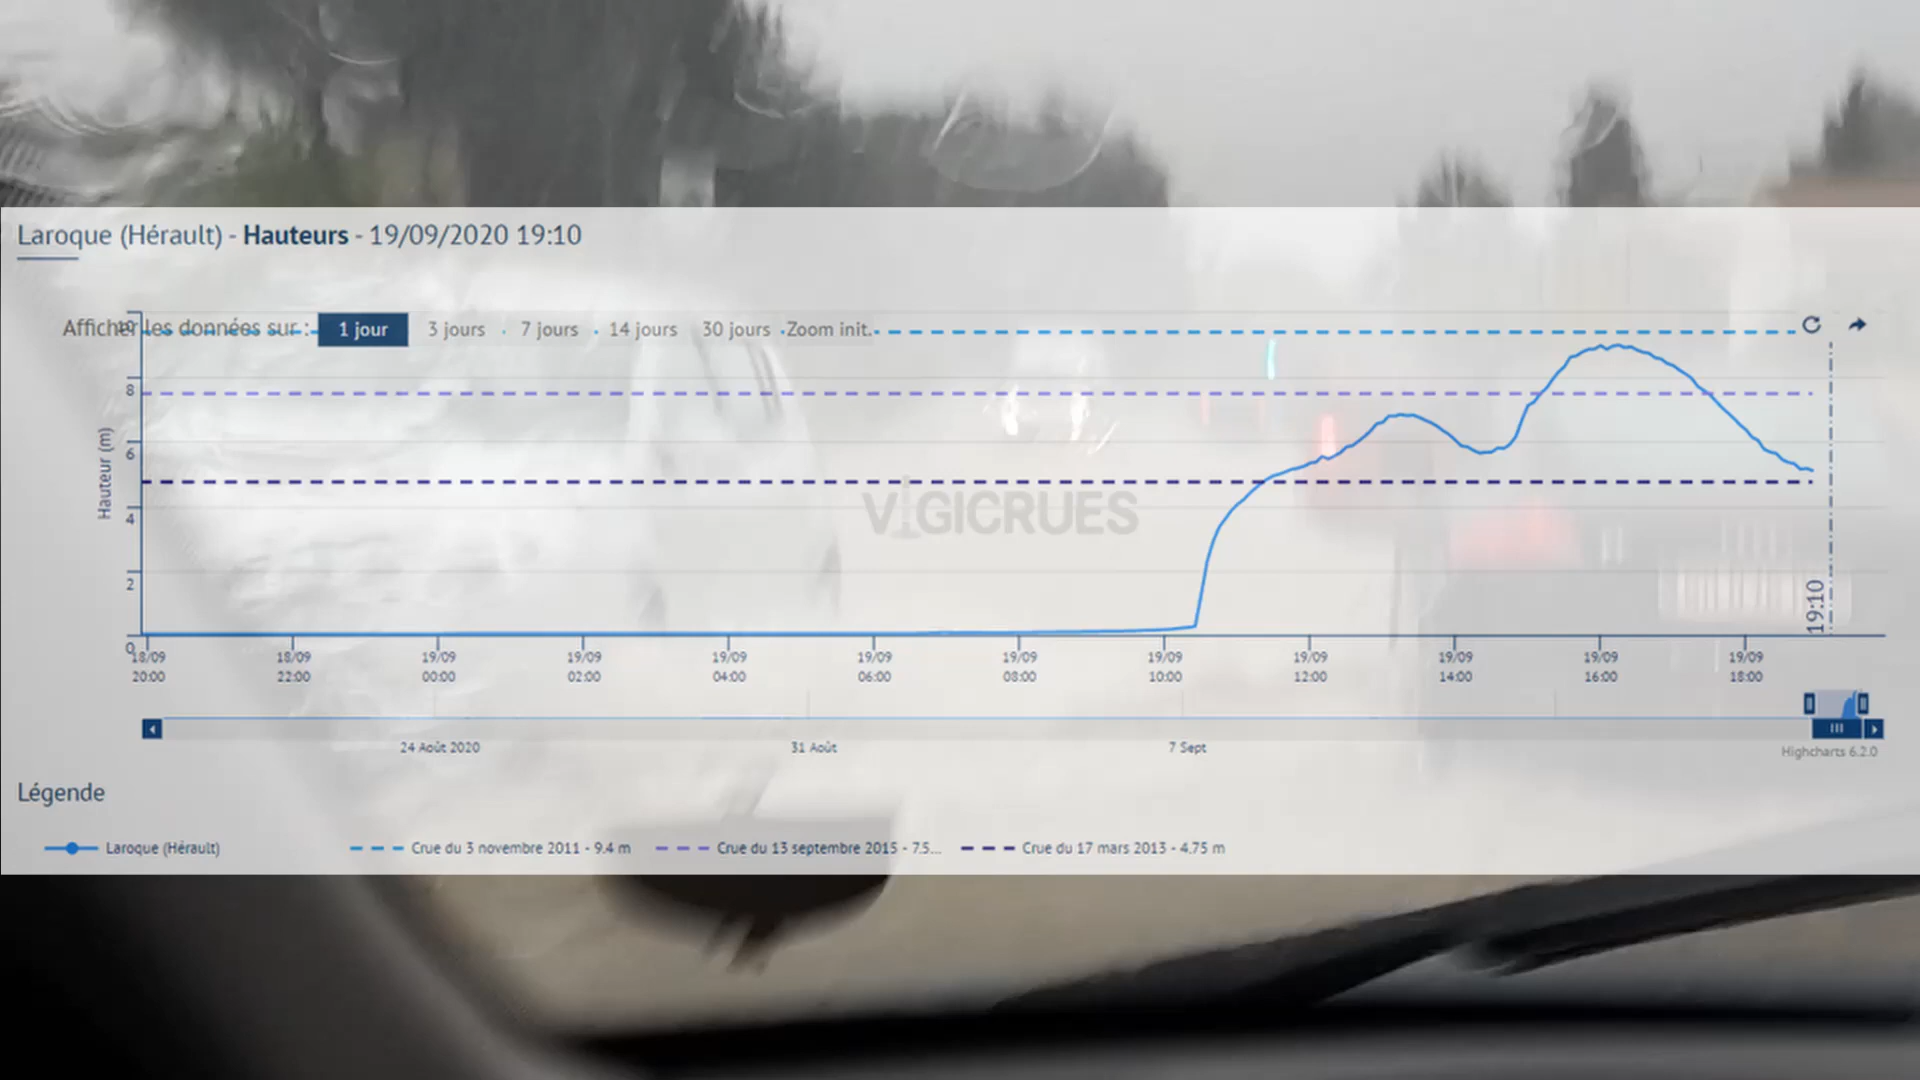 Laroque (Hérault) - Hauteurs - 19/09/2020 19:10
Afficher les données sur : 1 jour 3 jours 7 jours 14 jours 30 jours Zoom init.
10
8
6
4
2
0
Hauteur (m)
VIGICRUES
19:10
18/09 20:00
18/09 22:00
19/09 00:00
19/09 02:00
19/09 04:00
19/09 06:00
19/09 08:00
19/09 10:00
19/09 12:00
19/09 14:00
19/09 16:00
19/09 18:00
24 Août 2020
31 Août
7 Sept
Highcharts 6.2.0
Légende
Laroque (Hérault)
Crue du 3 novembre 2011 - 9.4 m
Crue du 13 septembre 2015 - 7.5...
Crue du 17 mars 2013 - 4.75 m